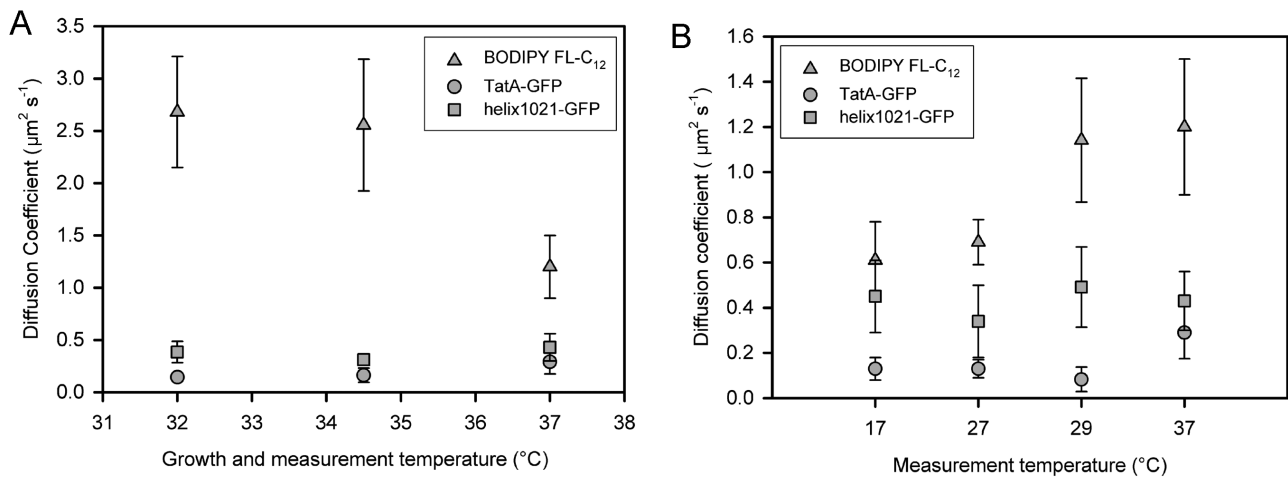 A
Diffusion Coefficient (µm² s⁻¹)
3.5
3.0
2.5
2.0
1.5
1.0
0.5
0.0
BODIPY FL-C₁₂
TatA-GFP
helix1021-GFP
31 32 33 34 35 36 37 38
Growth and measurement temperature (°C)
B
Diffusion coefficient ( µm² s⁻¹)
1.6
1.4
1.2
1.0
0.8
0.6
0.4
0.2
0.0
BODIPY FL-C₁₂
TatA-GFP
helix1021-GFP
17 27 29 37
Measurement temperature (°C)